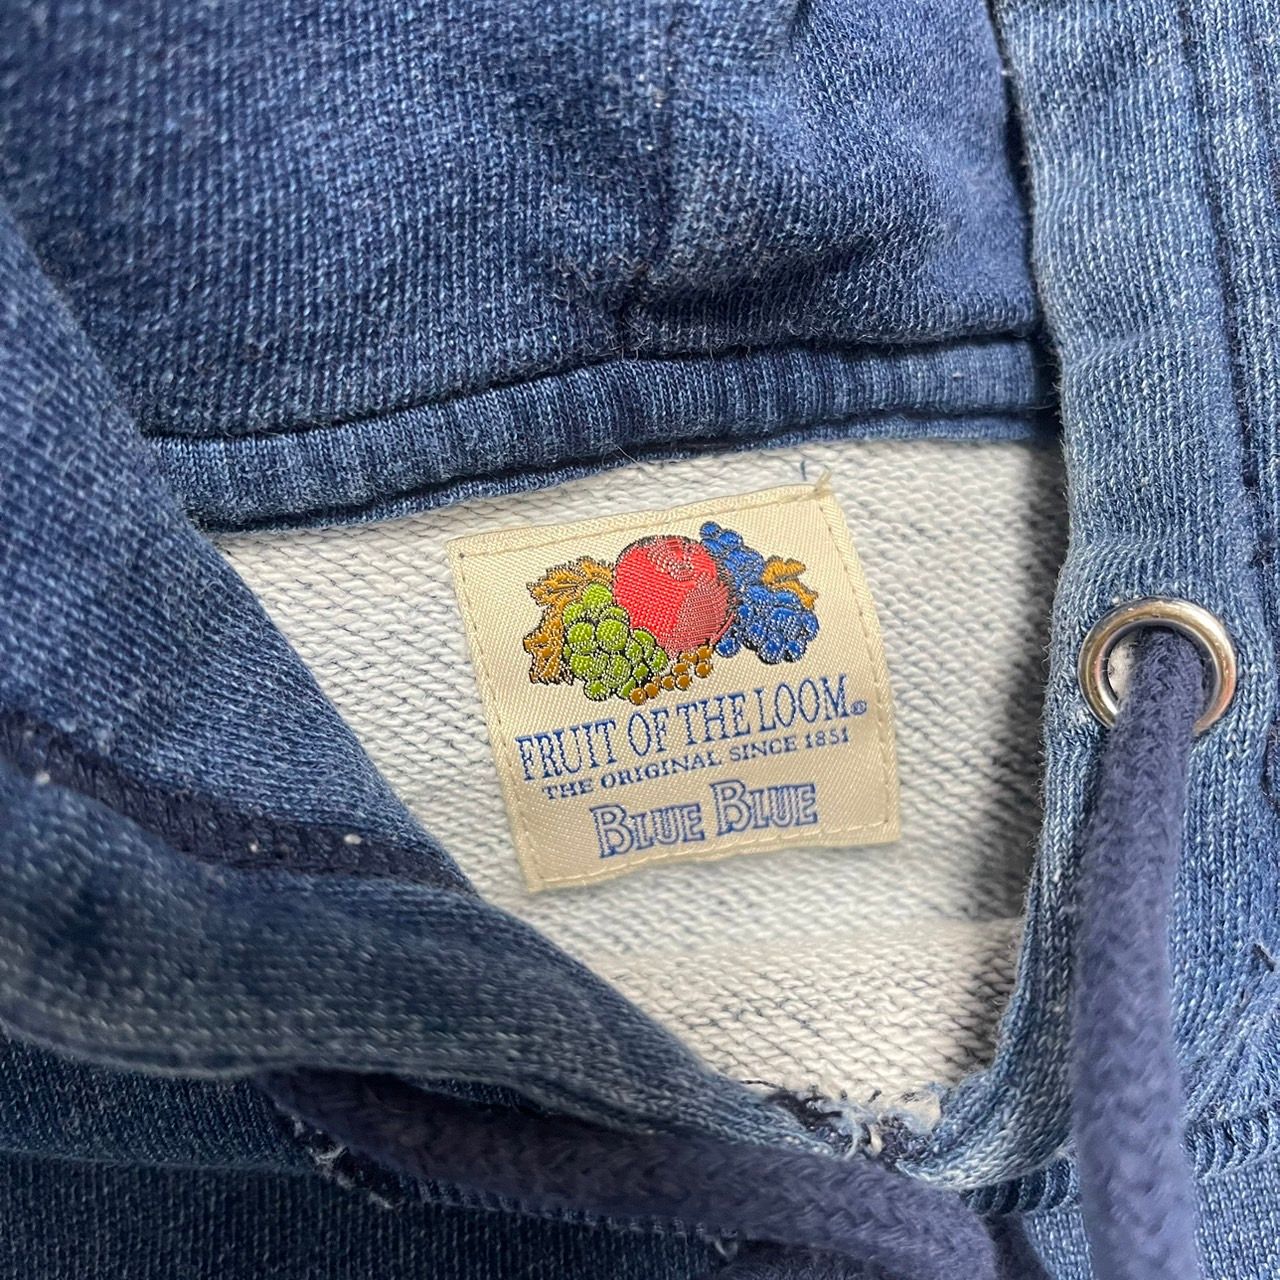 FRUIT OF THE LOOM®
THE ORIGINAL SINCE 1851
BLUE BLUE